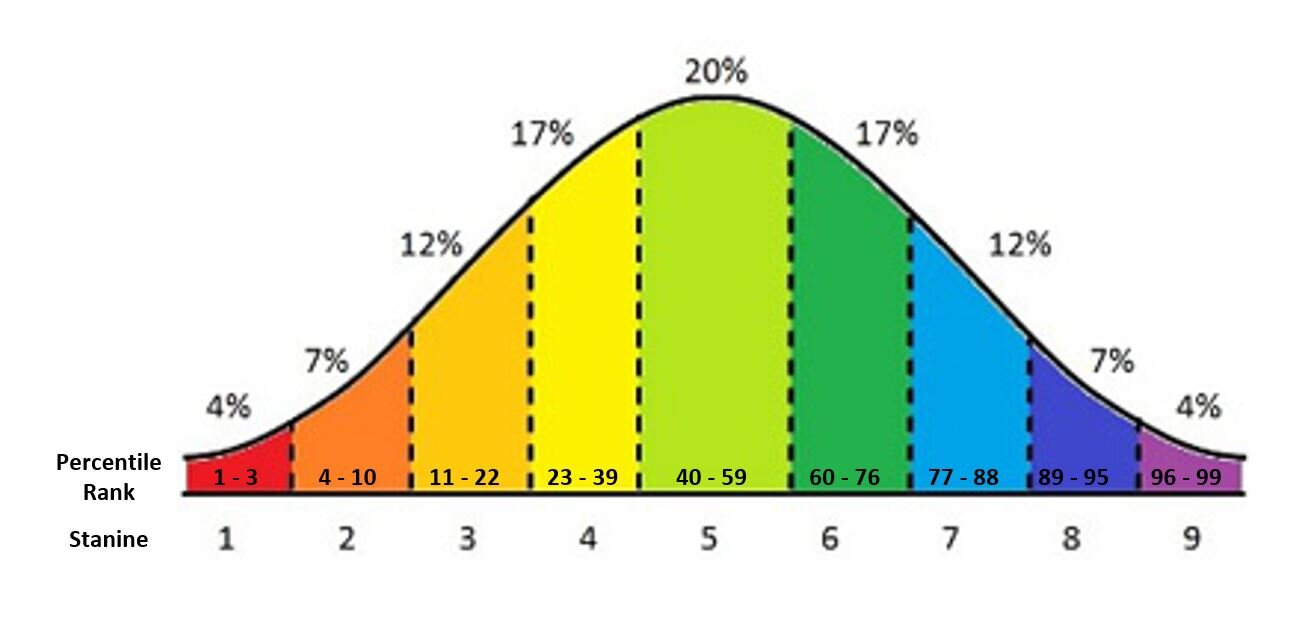 20%
17% 17%
12% 12%
7% 7%
4% 4%
Percentile
Rank
1 - 3 4 - 10 11 - 22 23 - 39 40 - 59 60 - 76 77 - 88 89 - 95 96 - 99
Stanine 1 2 3 4 5 6 7 8 9